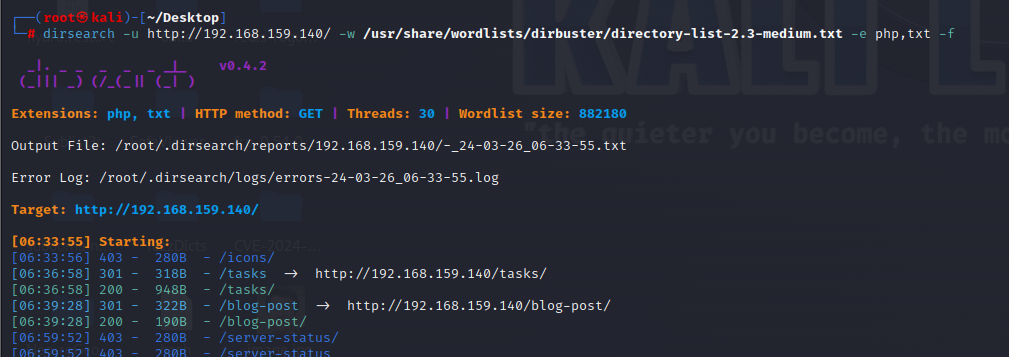 (root㉿kali)-[~/Desktop]
# dirsearch -u http://192.168.159.140/ -w /usr/share/wordlists/dirbuster/directory-list-2.3-medium.txt -e php,txt -f
v0.4.2
Extensions: php, txt | HTTP method: GET | Threads: 30 | Wordlist size: 882180
"the quieter you become, the mo
Output File: /root/.dirsearch/reports/192.168.159.140/-_24-03-26_06-33-55.txt
Error Log: /root/.dirsearch/logs/errors-24-03-26_06-33-55.log
Target: http://192.168.159.140/
[06:33:55] Starting:
CVE-2024-...
[06:33:56] 403 -  280B  - /icons/
[06:36:58] 301 -  318B  - /tasks  →  http://192.168.159.140/tasks/
[06:36:58] 200 -  948B  - /tasks/
[06:39:28] 301 -  322B  - /blog-post  →  http://192.168.159.140/blog-post/
[06:39:28] 200 -  190B  - /blog-post/
[06:59:52] 403 -  280B  - /server-status/
[06:59:52] 403 -  280B  - /server-status